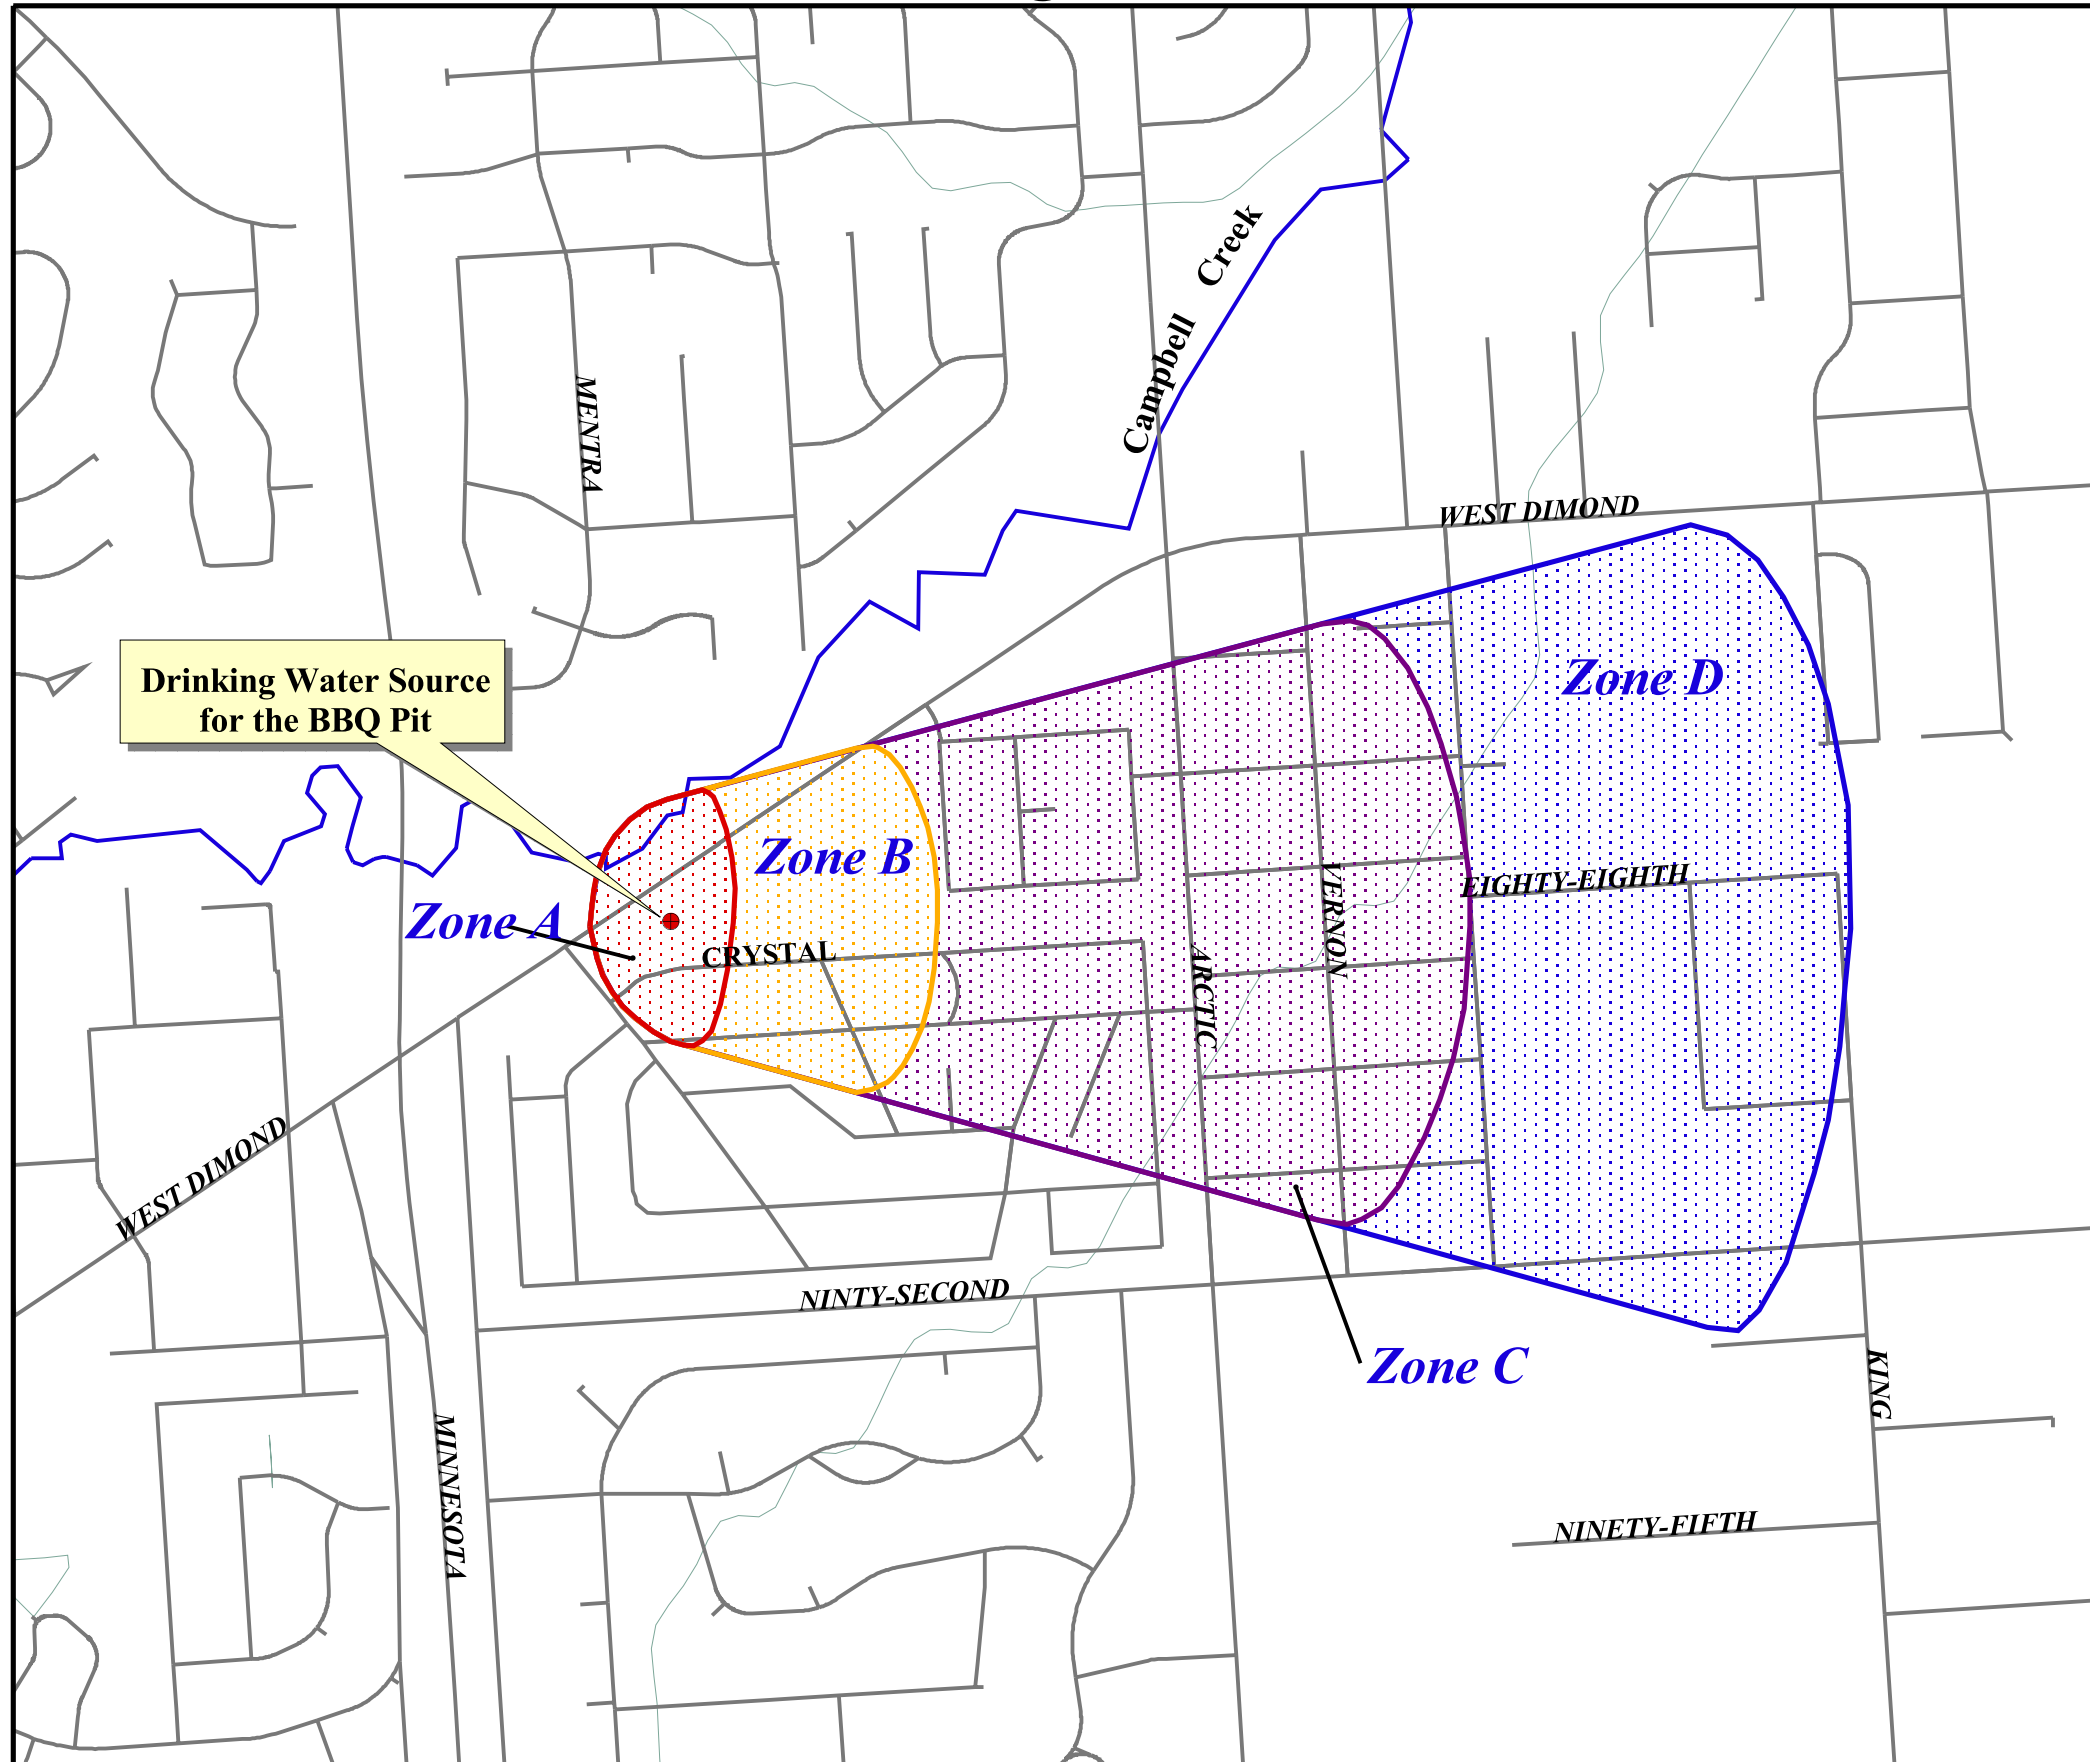 Campbell Creek
MENTRA
WEST DIMOND
Drinking Water Source
for the BBQ Pit
Zone D
Zone B
EIGHTY-EIGHTH
VERNON
Zone A
CRYSTAL
ARCTIC
WEST DIMOND
NINTY-SECOND
Zone C
KING
MINNESOTA
NINETY-FIFTH